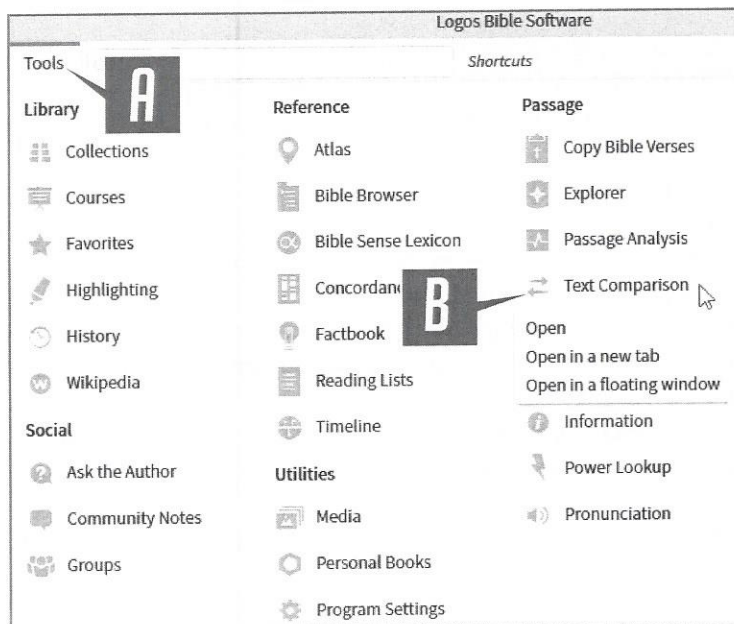 Logos Bible Software
Tools
Shortcuts
A
Library
Collections
Courses
Favorites
Highlighting
History
Wikipedia
Social
Ask the Author
Community Notes
Groups
Reference
Atlas
Bible Browser
Bible Sense Lexicon
Concordan
Factbook
Reading Lists
Timeline
Utilities
Media
Personal Books
Program Settings
Passage
Copy Bible Verses
Explorer
Passage Analysis
B
Text Comparison
Open
Open in a new tab
Open in a floating window
Information
Power Lookup
Pronunciation